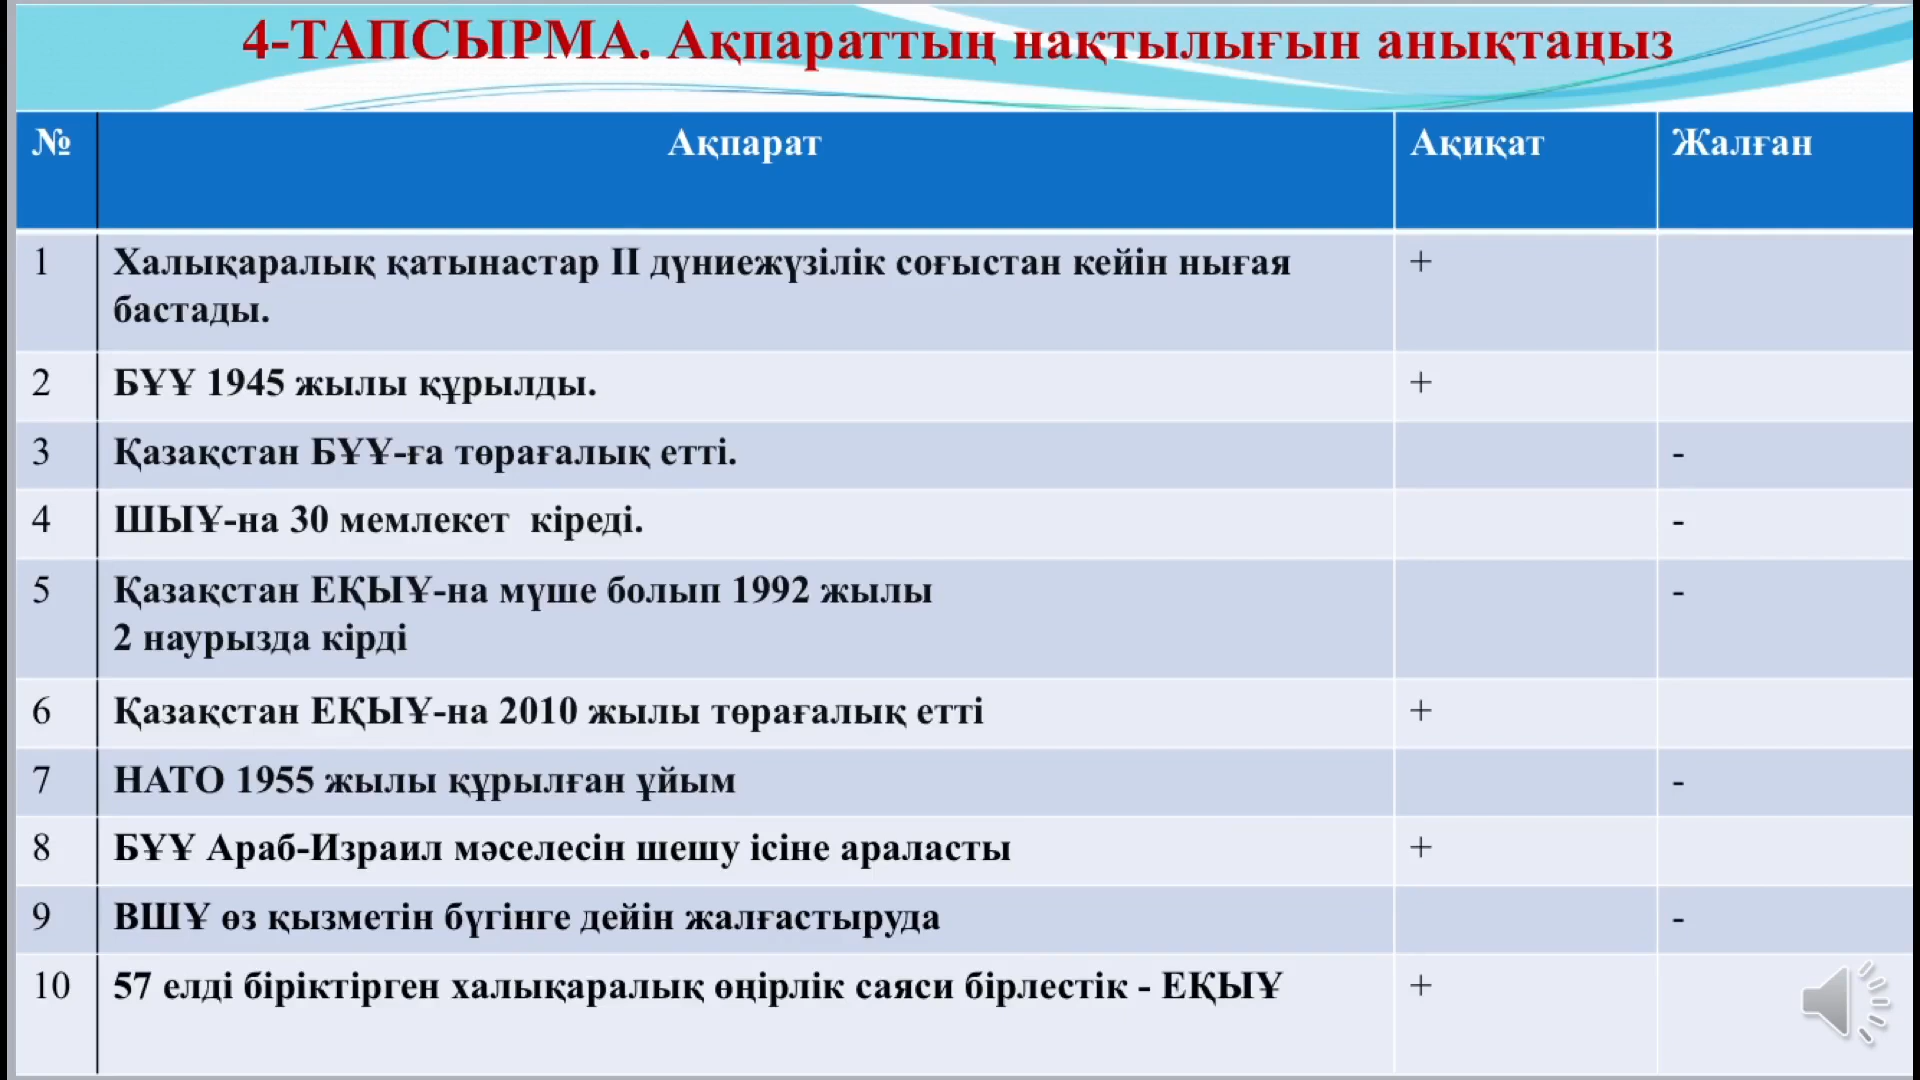 4-ТАПСЫРМА. Ақпараттың нақтылығын анықтаңыз
№ Ақпарат Ақиқат Жалған
1 Халықаралық қатынастар II дүниежүзілік соғыстан кейін нығая +
бастады.
2 БҰҰ 1945 жылы құрылды. +
3 Қазақстан БҰҰ-ға төрағалық етті. -
4 ШЫҰ-на 30 мемлекет кіреді. -
5 Қазақстан ЕҚЫҰ-на мүше болып 1992 жылы -
2 наурызда кірді
6 Қазақстан ЕҚЫҰ-на 2010 жылы төрағалық етті +
7 НАТО 1955 жылы құрылған ұйым -
8 БҰҰ Араб-Израил мәселесін шешу ісіне араласты +
9 ВШҰ өз қызметін бүгінге дейін жалғастыруда -
10 57 елді біріктірген халықаралық өңірлік саяси бірлестік - ЕҚЫҰ +